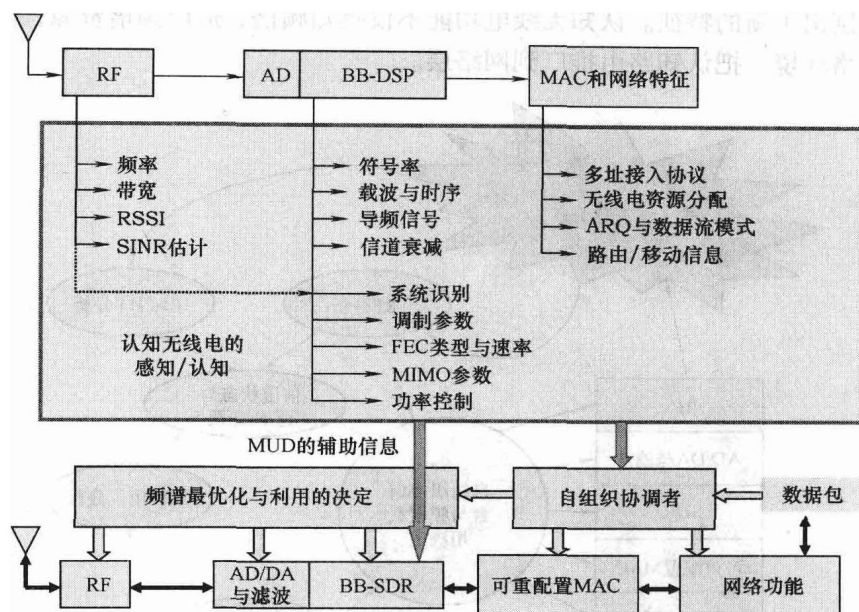 RF
AD
BB-DSP
MAC和网络特征
频率
带宽
RSSI
SINR估计
符号率
载波与时序
导频信号
信道衰减
多址接入协议
无线电资源分配
ARQ与数据流模式
路由/移动信息
系统识别
调制参数
FEC类型与速率
MIMO参数
功率控制
认知无线电的
感知/认知
MUD的辅助信息
频谱最优化与利用的决定
自组织协调者
数据包
RF
AD/DA
与滤波
BB-SDR
可重配置MAC
网络功能